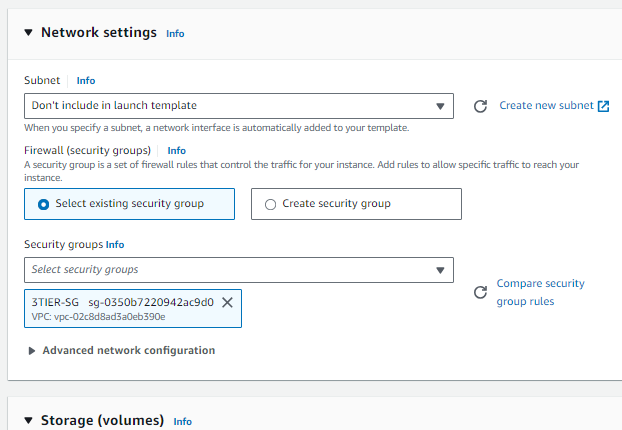 Network settings Info
Subnet Info
Don't include in launch template
Create new subnet
When you specify a subnet, a network interface is automatically added to your template.
Firewall (security groups) Info
A security group is a set of firewall rules that control the traffic for your instance. Add rules to allow specific traffic to reach your
instance.
Select existing security group
Create security group
Security groups Info
Select security groups
Compare security
group rules
3TIER-SG sg-0350b7220942ac9d0
VPC: vpc-02c8d8ad3a0eb390e
Advanced network configuration
Storage (volumes) Info